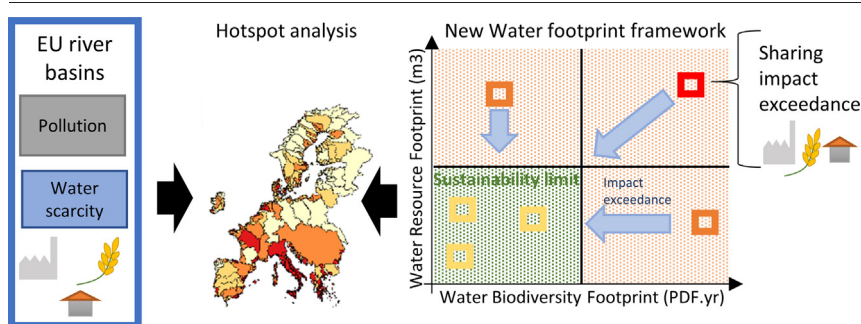 EU river
basins
Pollution
Water
scarcity
Hotspot analysis
New Water footprint framework
Water Resource Footprint (m3)
Sustainability limit
Impact
exceedance
Water Biodiversity Footprint (PDF.yr)
Sharing
impact
exceedance